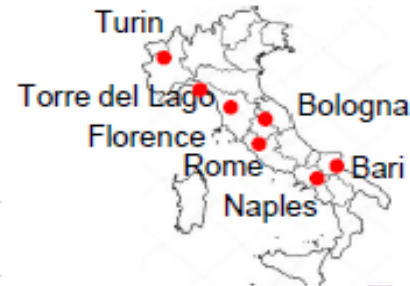 Turin
Torre del Lago
Bologna
Florence
Rome
Bari
Naples